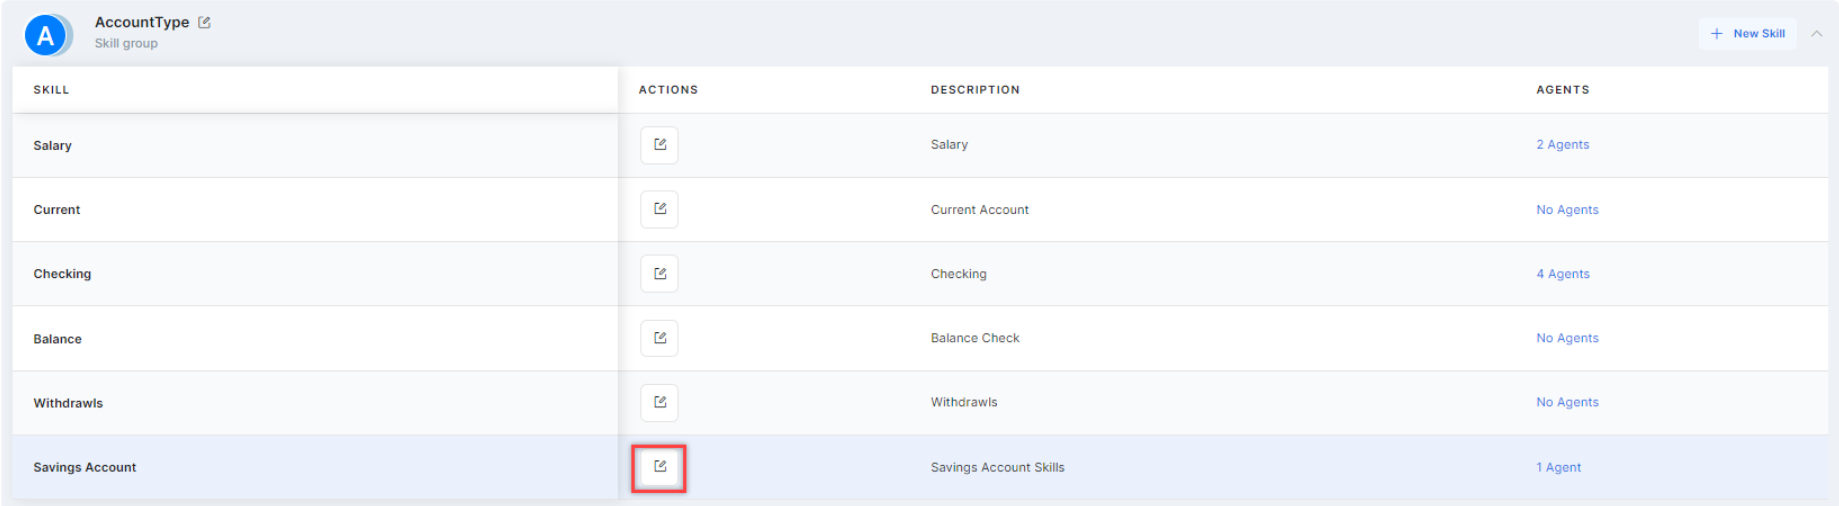 A
AccountType
Skill group
+ New Skill
SKILL ACTIONS DESCRIPTION AGENTS
Salary Salary 2 Agents
Current Current Account No Agents
Checking Checking 4 Agents
Balance Balance Check No Agents
Withdrawls Withdrawls No Agents
Savings Account Savings Account Skills 1 Agent